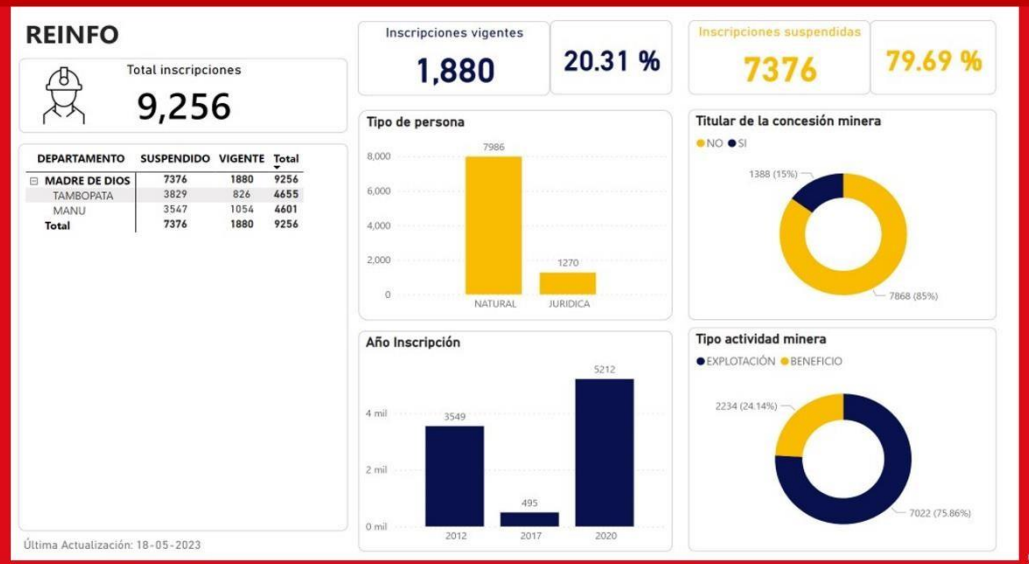 REINFO
Total inscripciones
9,256
DEPARTAMENTO SUSPENDIDO VIGENTE Total
MADRE DE DIOS 7376 1880 9256
TAMBOPATA 3829 826 4655
MANU 3547 1054 4601
Total 7376 1880 9256
Última Actualización: 18-05-2023
Inscripciones vigentes
1,880
20.31 %
Inscripciones suspendidas
7376
79.69 %
Tipo de persona
8,000
6,000
4,000
2,000
0
7986
1270
NATURAL JURIDICA
Titular de la concesión minera
NO SI
1388 (15%)
7868 (85%)
Año Inscripción
4 mil
2 mil
0 mil
3549
495
5212
2012 2017 2020
Tipo actividad minera
EXPLOTACIÓN BENEFICIO
2234 (24.14%)
7022 (75.86%)